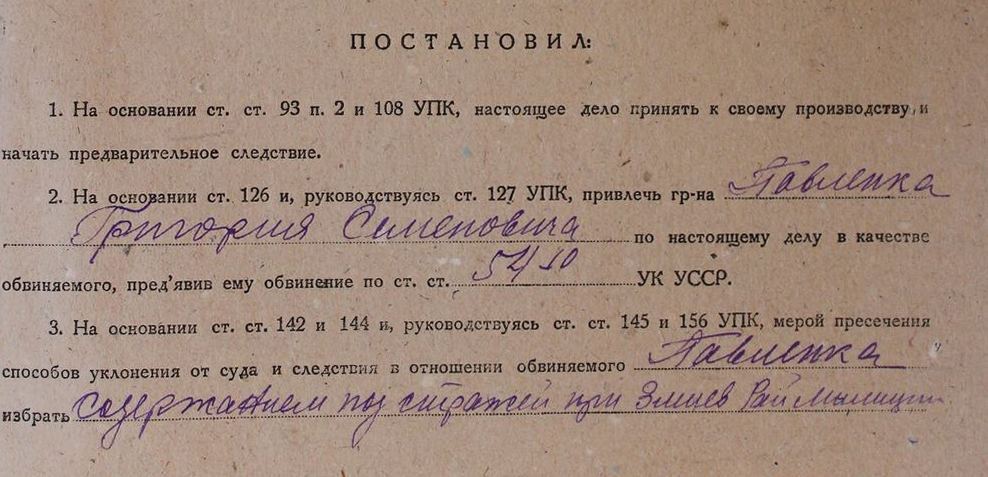 ПОСТАНОВИЛ:
1. На основании ст. ст. 93 п. 2 и 108 УПК, настоящее дело принять к своему производству, и
начать предварительное следствие.
2. На основании ст. 126 и, руководствуясь ст. 127 УПК, привлечь гр-на Павленка
Григория Семеновича по настоящему делу в качестве
обвиняемого, пред'явив ему обвинение по ст. ст. 54-10 УК УССР.
3. На основании ст. ст. 142 и 144 и, руководствуясь ст. ст. 145 и 156 УПК, мерой пресечения
способов уклонения от суда и следствия в отношении обвиняемого Павленка
избрать содержанием под стражей при Змиев Рай Милиции